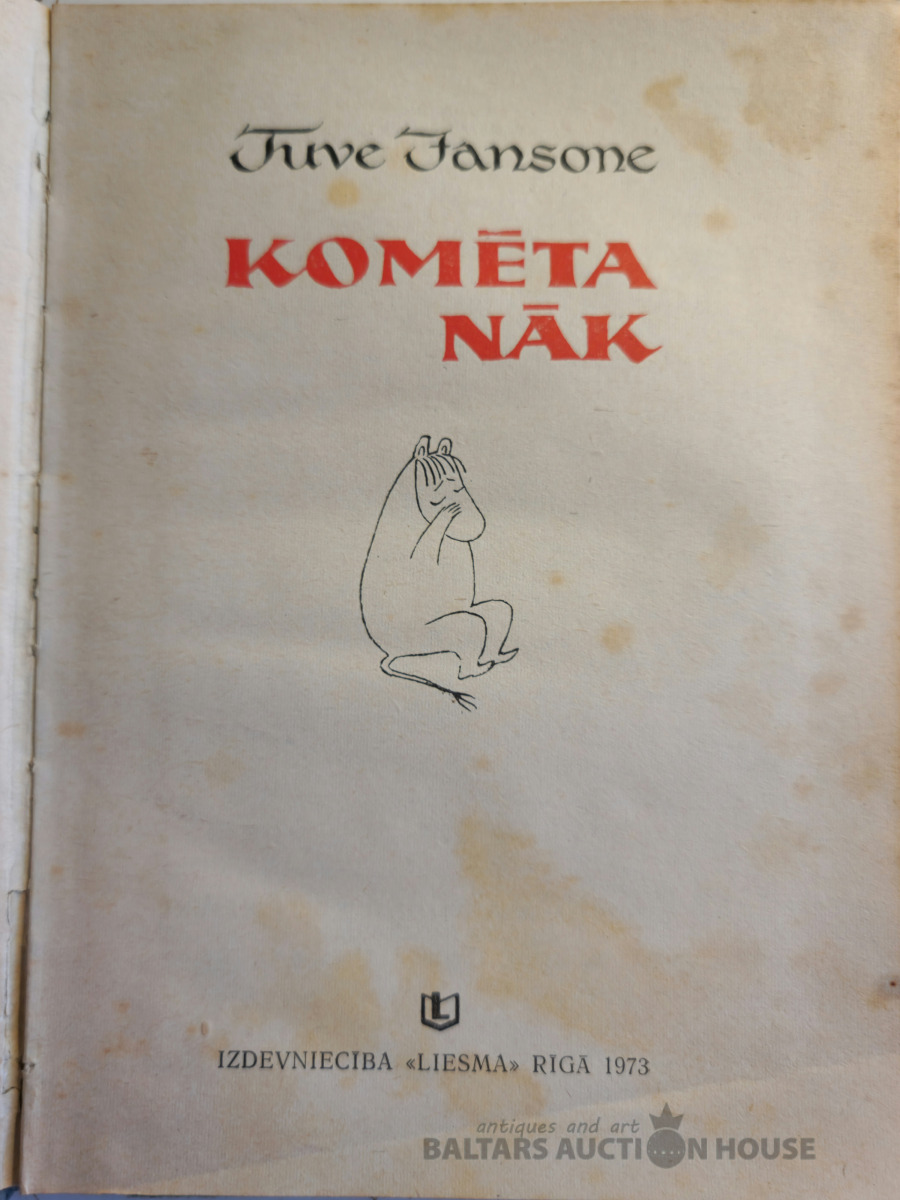 Tuve Jansone
KOMĒTA
NĀK
L
IZDEVNIECĪBA «LIESMA» RĪGĀ 1973
antiques and art
BALTARS AUCTION HOUSE